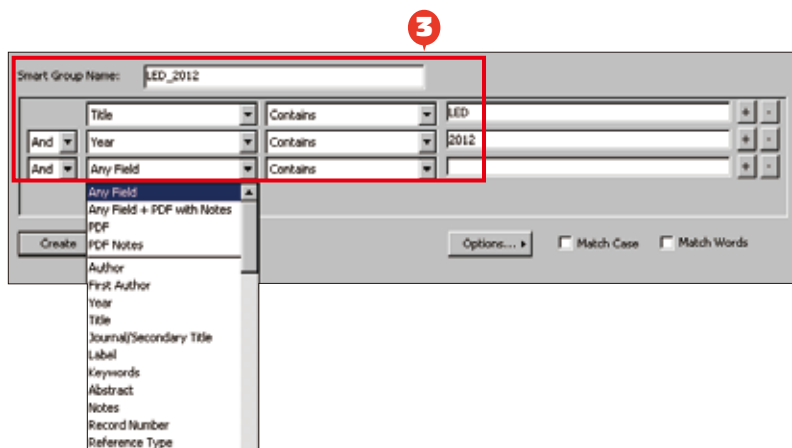 3
Smart Group Name: LED_2012
Title Contains LED + -
And Year Contains 2012 + -
And Any Field Contains + -
Any Field
Any Field + PDF with Notes
PDF
PDF Notes
Create Options... Match Case Match Words
Author
First Author
Year
Title
Journal/Secondary Title
Label
Keywords
Abstract
Notes
Record Number
Reference Type